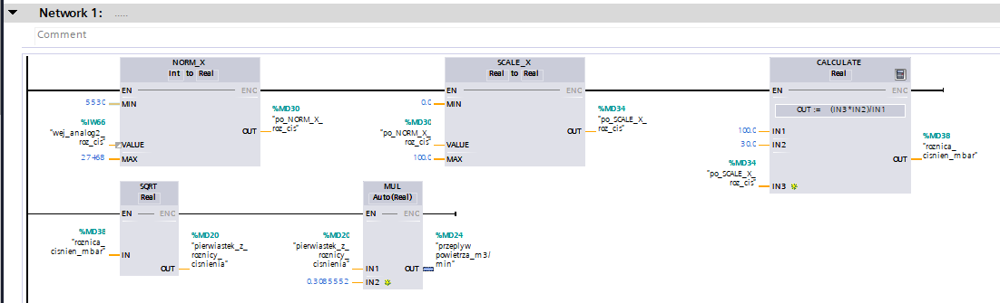 Network 1: .....
Comment
NORM_X
Int to Real
EN ENO
5530 MIN
%IW66
"wej_analog2_
roz_cis" VALUE
27468 MAX
%MD30
"po_NORM_X_
roz_cis"
OUT
SCALE_X
Real to Real
EN ENO
0.0 MIN
%MD30
"po_NORM_X_
roz_cis" VALUE
100.0 MAX
%MD34
"po_SCALE_X_
roz_cis"
OUT
CALCULATE
Real
EN ENO
OUT := (IN3*IN2)/IN1
100.0 IN1
30.0 IN2
%MD34
"po_SCALE_X_
roz_cis" IN3
%MD38
"roznica_
cisnien_mbar"
OUT
SQRT
Real
EN ENO
%MD38
"roznica_
cisnien_mbar" IN
%MD20
"pierwiastek_z_
roznicy_
cisnienia"
OUT
MUL
Auto (Real)
EN ENO
%MD20
"pierwiastek_z_
roznicy_
cisnienia" IN1
0.3085552 IN2
%MD24
"przeplyw
powietrza_m3/
min"
OUT